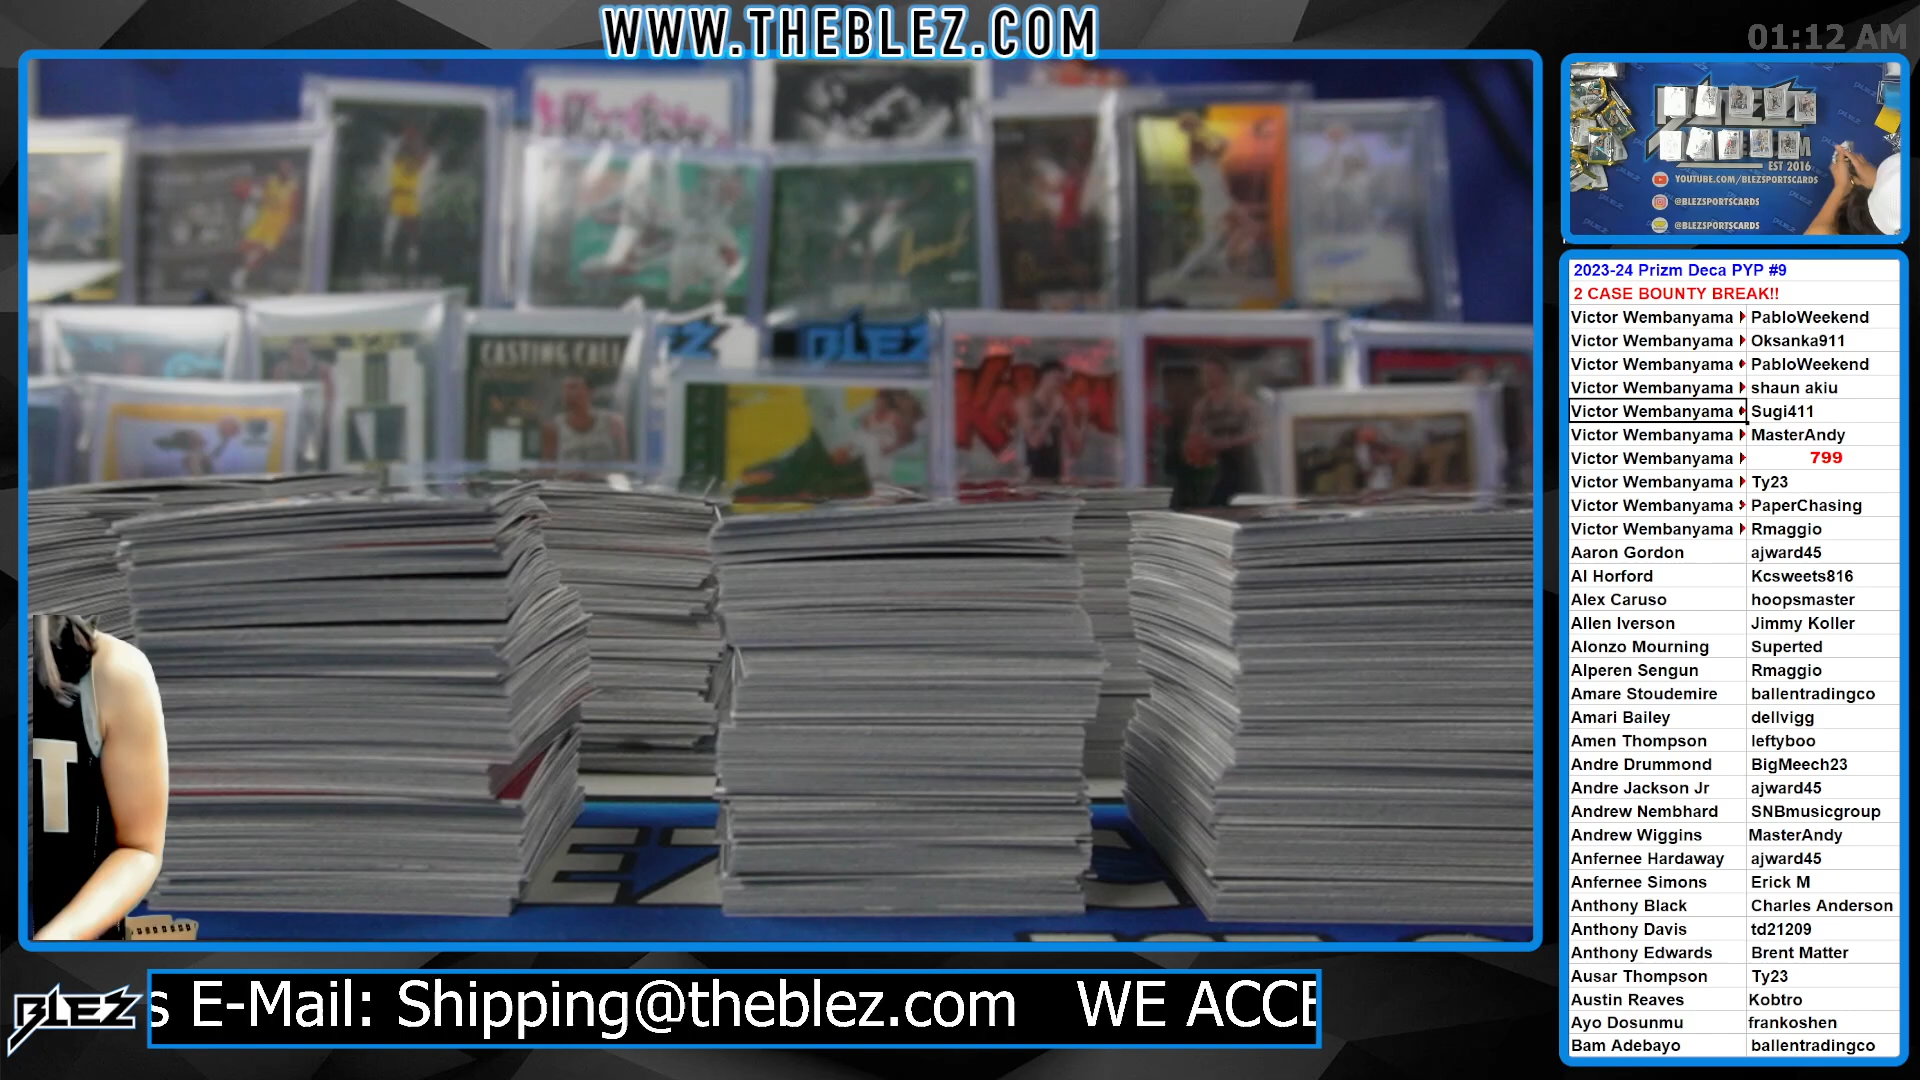 WWW.THEBLEZ.COM
01:12 AM
EST 2016
YOUTUBE.COM/BLEZSPORTSCARDS
@BLEZSPORTSCARDS
@BLEZSPORTSCARDS
CASTING CALL
BLEZ
2023-24 Prizm Deca PYP #9
2 CASE BOUNTY BREAK!!
Victor Wembanyama PabloWeekend
Victor Wembanyama Oksanka911
Victor Wembanyama PabloWeekend
Victor Wembanyama shaun akiu
Victor Wembanyama Sugi411
Victor Wembanyama MasterAndy
Victor Wembanyama 799
Victor Wembanyama Ty23
Victor Wembanyama PaperChasing
Victor Wembanyama Rmaggio
Aaron Gordon ajward45
Al Horford Kcsweets816
Alex Caruso hoopsmaster
Allen Iverson Jimmy Koller
Alonzo Mourning Superted
Alperen Sengun Rmaggio
Amare Stoudemire ballentradingco
Amari Bailey dellvigg
Amen Thompson leftyboo
Andre Drummond BigMeech23
Andre Jackson Jr ajward45
Andrew Nembhard SNBmusicgroup
Andrew Wiggins MasterAndy
Anfernee Hardaway ajward45
Anfernee Simons Erick M
Anthony Black Charles Anderson
Anthony Davis td21209
Anthony Edwards Brent Matter
Ausar Thompson Ty23
Austin Reaves Kobtro
Ayo Dosunmu frankoshen
Bam Adebayo ballentradingco
BLEZ
s E-Mail: Shipping@theblez.com WE ACCE